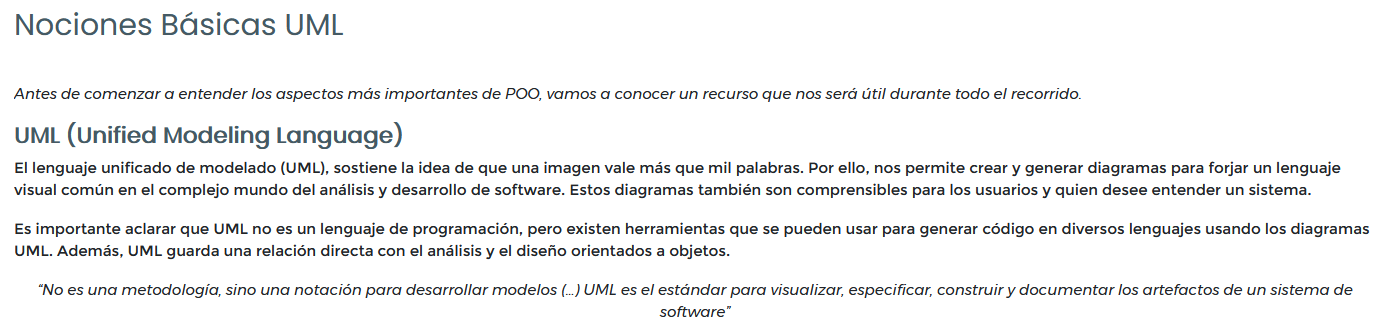 Nociones Básicas UML
Antes de comenzar a entender los aspectos más importantes de POO, vamos a conocer un recurso que nos será útil durante todo el recorrido.
UML (Unified Modeling Language)
El lenguaje unificado de modelado (UML), sostiene la idea de que una imagen vale más que mil palabras. Por ello, nos permite crear y generar diagramas para forjar un lenguaje
visual común en el complejo mundo del análisis y desarrollo de software. Estos diagramas también son comprensibles para los usuarios y quien desee entender un sistema.
Es importante aclarar que UML no es un lenguaje de programación, pero existen herramientas que se pueden usar para generar código en diversos lenguajes usando los diagramas
UML. Además, UML guarda una relación directa con el análisis y el diseño orientados a objetos.
“No es una metodología, sino una notación para desarrollar modelos (...) UML es el estándar para visualizar, especificar, construir y documentar los artefactos de un sistema de
software”